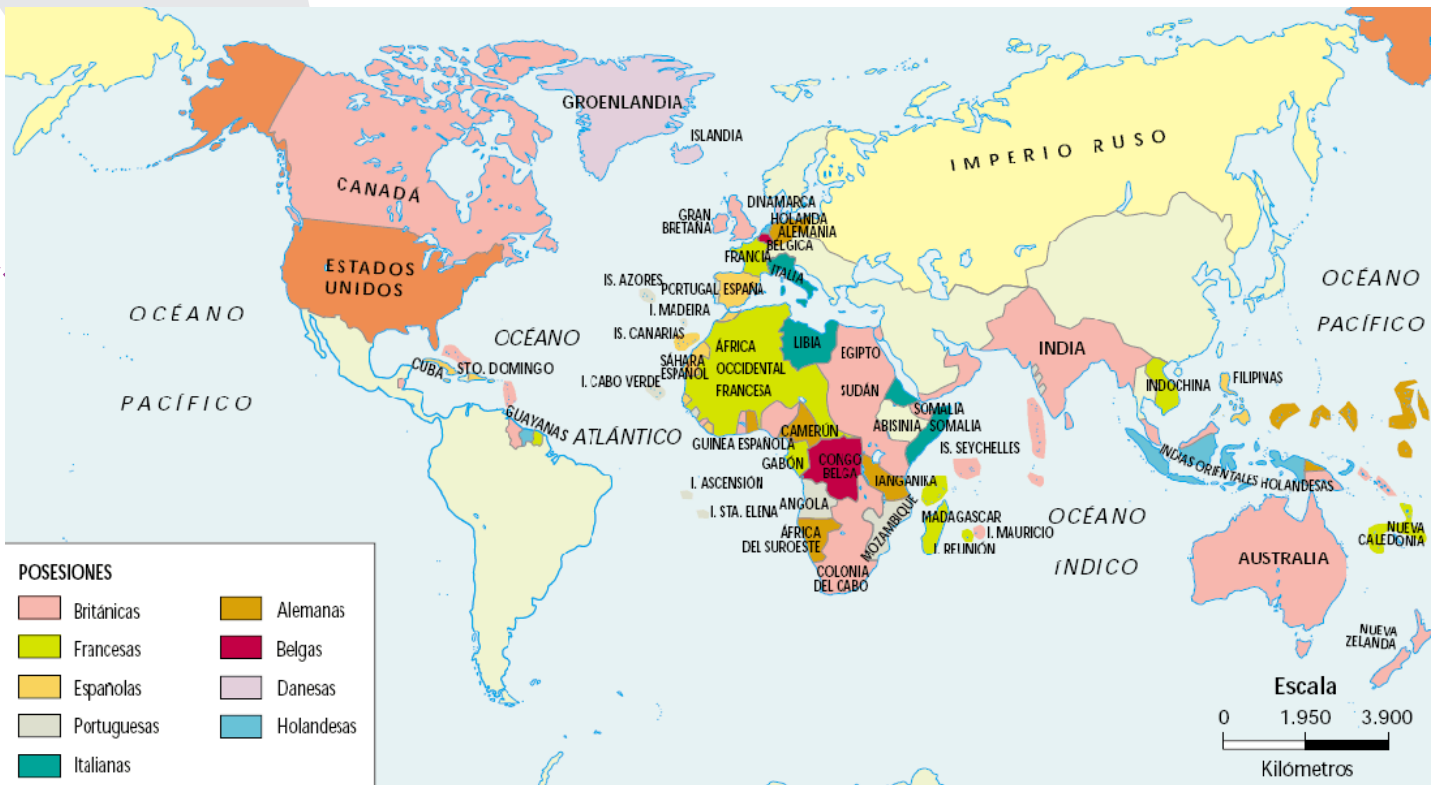 GROENLANDIA
ISLANDIA
IMPERIO RUSO
CANADÁ
DINAMARCA
GRAN
BRETAÑA
HOLANDA
ALEMANIA
BELGICA
FRANCIA
ITALIA
ESTADOS
UNIDOS
IS. AZORES
PORTUGAL
ESPAÑA
OCÉANO
PACÍFICO
I. MADEIRA
OCÉANO
ATLÁNTICO
IS. CANARIAS
ÁFRICA
OCCIDENTAL
FRANCESA
LIBIA
EGIPTO
INDIA
OCÉANO
PACÍFICO
CUBA
STO. DOMINGO
SÁHARA
ESPAÑOL
I. CABO VERDE
SUDÁN
INDOCHINA
FILIPINAS
GUAYANAS
SOMALIA
ABISINIA
SOMALIA
CAMERÚN
GUINEA ESPAÑOLA
IS. SEYCHELLES
GABÓN
CONGO
BELGA
TANGANIKA
INDIAS ORIENTALES HOLANDESAS
I. ASCENSIÓN
I. STA. ELENA
ANGOLA
MOZAMBIQUE
MADAGASCAR
I. MAURICIO
I. REUNIÓN
OCÉANO
ÍNDICO
ÁFRICA
DEL SUROESTE
COLONIA
DEL CABO
NUEVA
CALEDONIA
AUSTRALIA
NUEVA
ZELANDA
POSESIONES
Británicas
Francesas
Españolas
Portuguesas
Italianas
Alemanas
Belgas
Danesas
Holandesas
Escala
0 1.950 3.900
Kilómetros